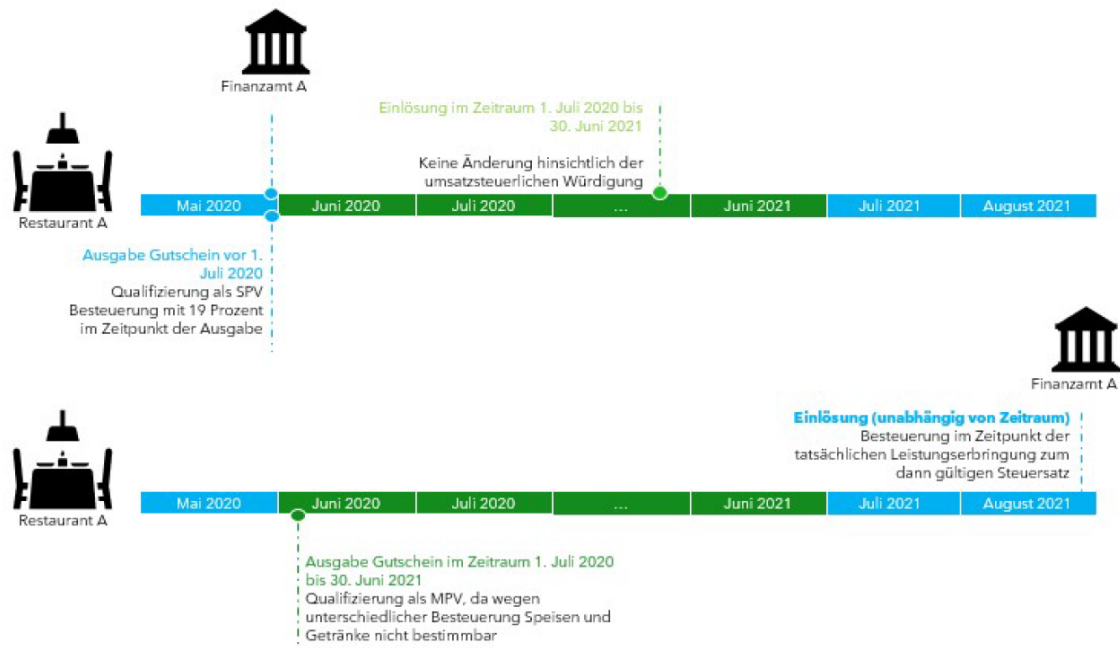 Finanzamt A
Einlösung im Zeitraum 1. Juli 2020 bis
30. Juni 2021
Keine Änderung hinsichtlich der
umsatzsteuerlichen Würdigung
Restaurant A
Mai 2020
Juni 2020
Juli 2020
...
Juni 2021
Juli 2021
August 2021
Ausgabe Gutschein vor 1.
Juli 2020
Qualifizierung als SPV
Besteuerung mit 19 Prozent
im Zeitpunkt der Ausgabe
Finanzamt A
Einlösung (unabhängig von Zeitraum)
Besteuerung im Zeitpunkt der
tatsächlichen Leistungserbringung zum
dann gültigen Steuersatz
Restaurant A
Mai 2020
Juni 2020
Juli 2020
...
Juni 2021
Juli 2021
August 2021
Ausgabe Gutschein im Zeitraum 1. Juli 2020
bis 30. Juni 2021
Qualifizierung als MPV, da wegen
unterschiedlicher Besteuerung Speisen und
Getränke nicht bestimmbar